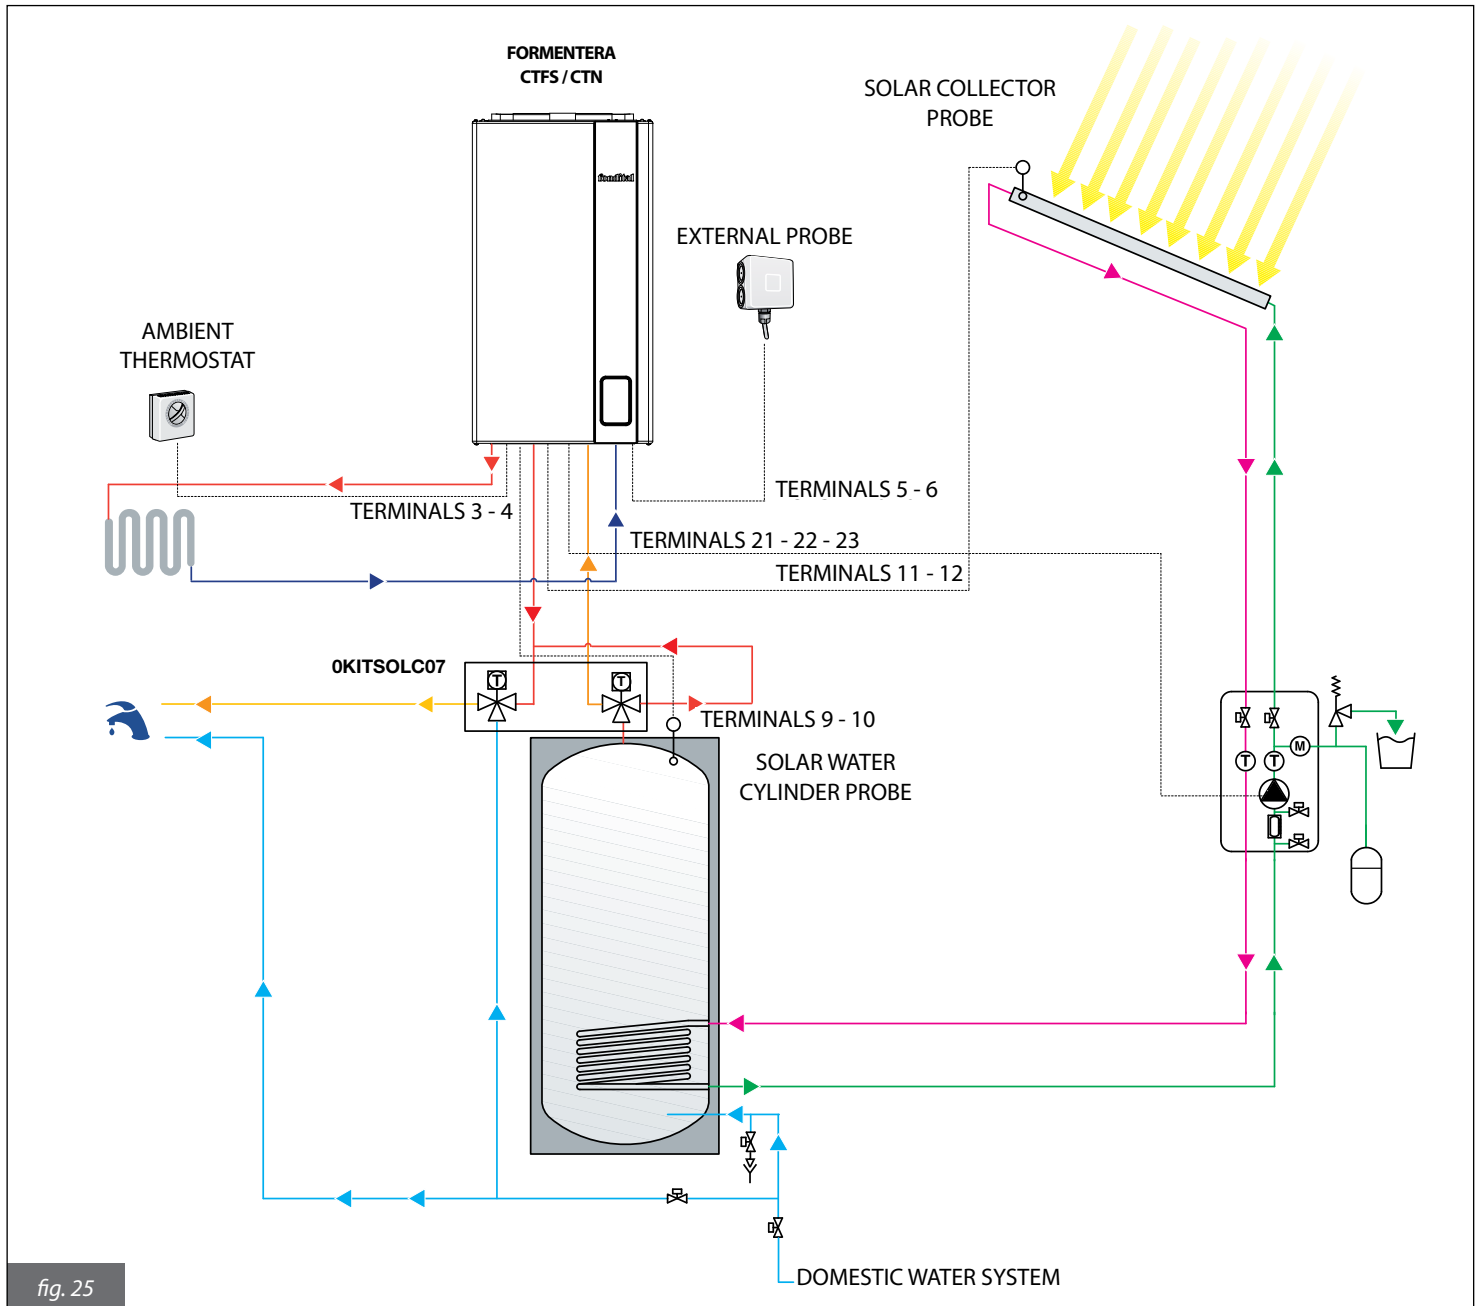 FORMENTERA
CTFS / CTN
SOLAR COLLECTOR
PROBE
fondital
EXTERNAL PROBE
AMBIENT
THERMOSTAT
TERMINALS 5 - 6
TERMINALS 3 - 4
TERMINALS 21 - 22 - 23
TERMINALS 11 - 12
0KITSOLC07
T
T
TERMINALS 9 - 10
SOLAR WATER
CYLINDER PROBE
M
T
T
DOMESTIC WATER SYSTEM
fig. 25